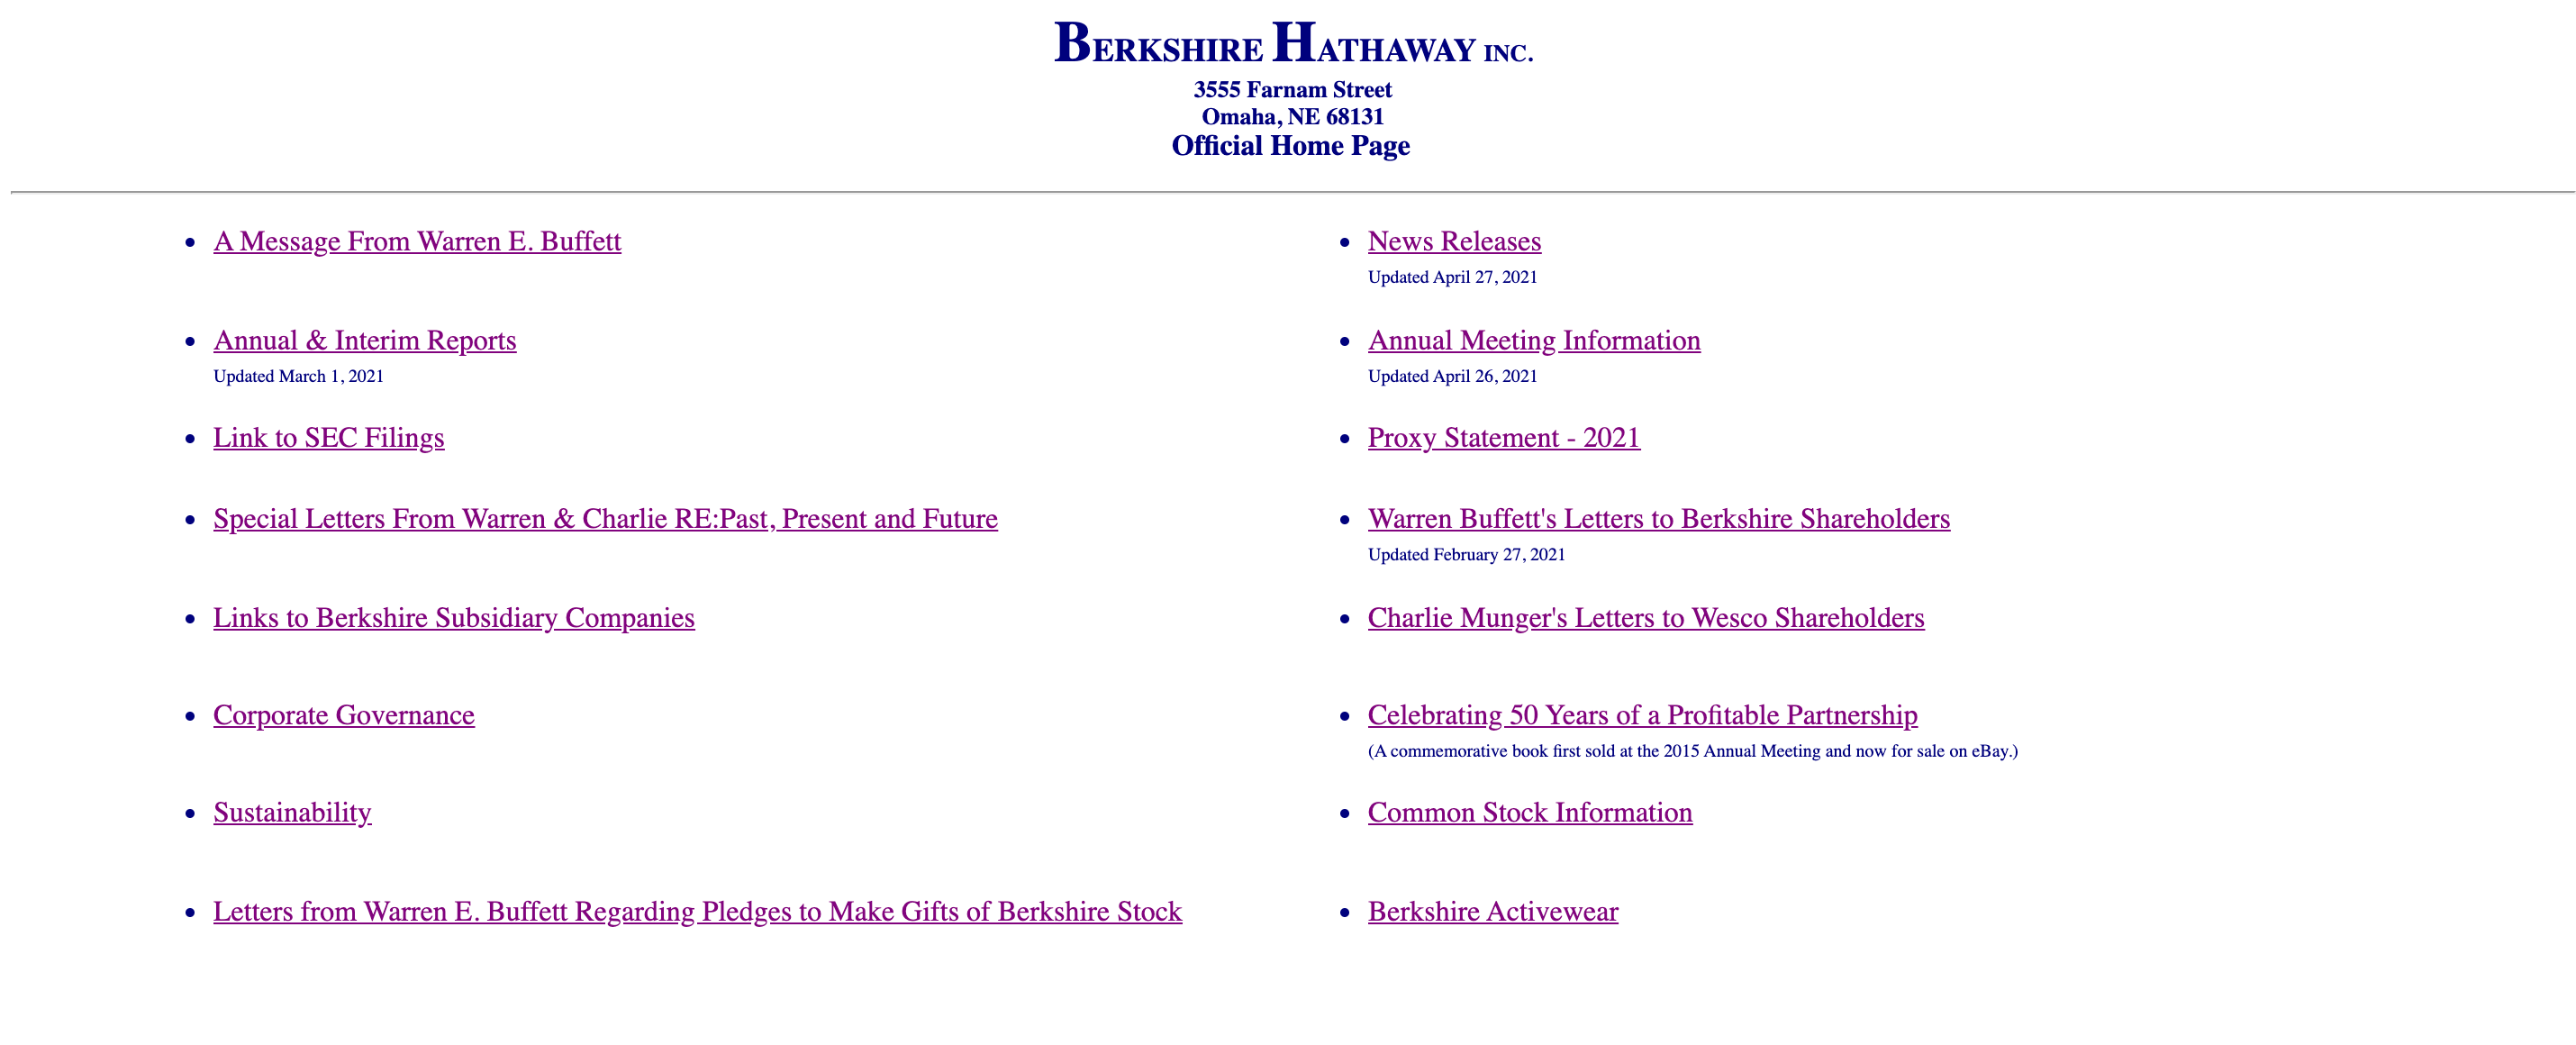 BERKSHIRE HATHAWAY INC.
3555 Farnam Street
Omaha, NE 68131
Official Home Page
A Message From Warren E. Buffett
News Releases
Updated April 27, 2021
Annual & Interim Reports
Updated March 1, 2021
Annual Meeting Information
Updated April 26, 2021
Link to SEC Filings
Proxy Statement - 2021
Special Letters From Warren & Charlie RE:Past, Present and Future
Warren Buffett's Letters to Berkshire Shareholders
Updated February 27, 2021
Links to Berkshire Subsidiary Companies
Charlie Munger's Letters to Wesco Shareholders
Corporate Governance
Celebrating 50 Years of a Profitable Partnership
(A commemorative book first sold at the 2015 Annual Meeting and now for sale on eBay.)
Sustainability
Common Stock Information
Letters from Warren E. Buffett Regarding Pledges to Make Gifts of Berkshire Stock
Berkshire Activewear